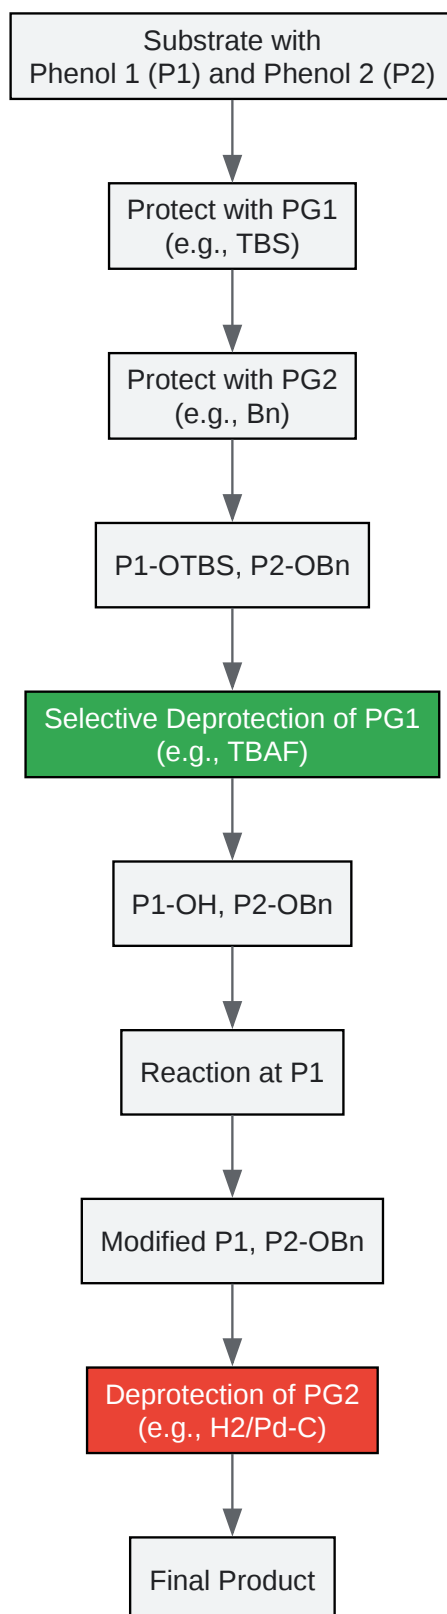 Substrate with
Phenol 1 (P1) and Phenol 2 (P2)
Protect with PG1
(e.g., TBS)
Protect with PG2
(e.g., Bn)
P1-OTBS, P2-OBn
Selective Deprotection of PG1
(e.g., TBAF)
P1-OH, P2-OBn
Reaction at P1
Modified P1, P2-OBn
Deprotection of PG2
(e.g., H2/Pd-C)
Final Product